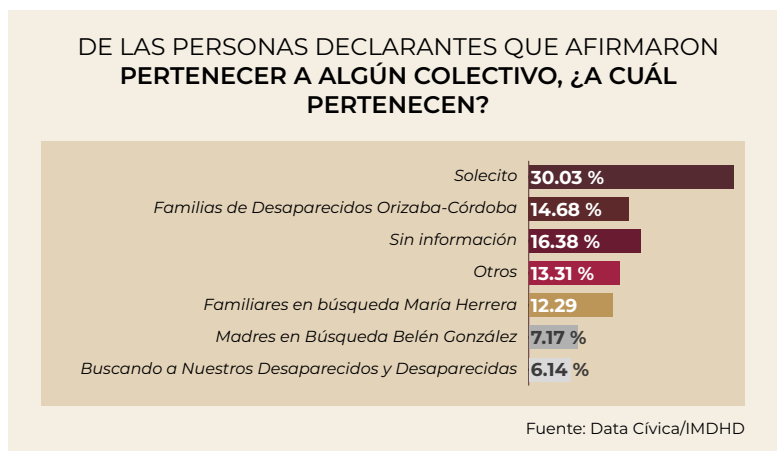 DE LAS PERSONAS DECLARANTES QUE AFIRMARON
PERTENECER A ALGÚN COLECTIVO, ¿A CUÁL
PERTENECEN?
Solecito 30.03 %
Familias de Desaparecidos Orizaba-Córdoba 14.68 %
Sin información 16.38 %
Otros 13.31 %
Familiares en búsqueda María Herrera 12.29
Madres en Búsqueda Belén González 7.17 %
Buscando a Nuestros Desaparecidos y Desaparecidas 6.14 %
Fuente: Data Cívica/IMDHD